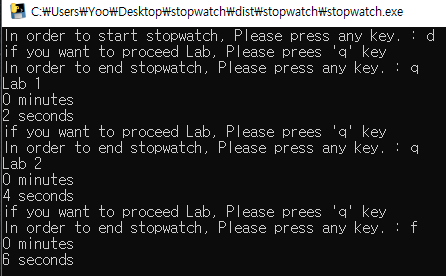 C:₩Users₩Yoo₩Desktop₩stopwatch₩dist₩stopwatch₩stopwatch.exe
In order to start stopwatch, Please press any key. : d
if you want to proceed Lab, Please prees 'q' key
In order to end stopwatch, Please press any key. : q
Lab 1
0 minutes
2 seconds
if you want to proceed Lab, Please prees 'q' key
In order to end stopwatch, Please press any key. : q
Lab 2
0 minutes
4 seconds
if you want to proceed Lab, Please prees 'q' key
In order to end stopwatch, Please press any key. : f
0 minutes
6 seconds